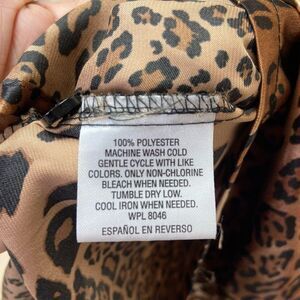 100% POLYESTER
MACHINE WASH COLD
GENTLE CYCLE WITH LIKE
COLORS. ONLY NON-CHLORINE
BLEACH WHEN NEEDED.
TUMBLE DRY LOW.
COOL IRON WHEN NEEDED.
WPL 8046
ESPAÑOL EN REVERSO